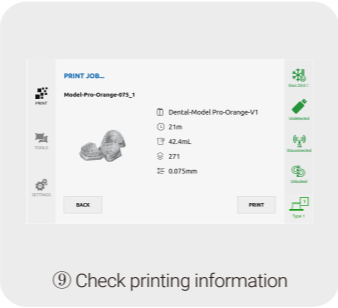 PRINT JOB...
Model-Pro-Orange-075_1
PRINT
TOOLS
SETTINGS
Dental-Model Pro-Orange-V1
21m
42.4mL
271
0.075mm
BACK
PRINT
Undetected
Disconnected
Unlocked
Type 1
⑨ Check printing information